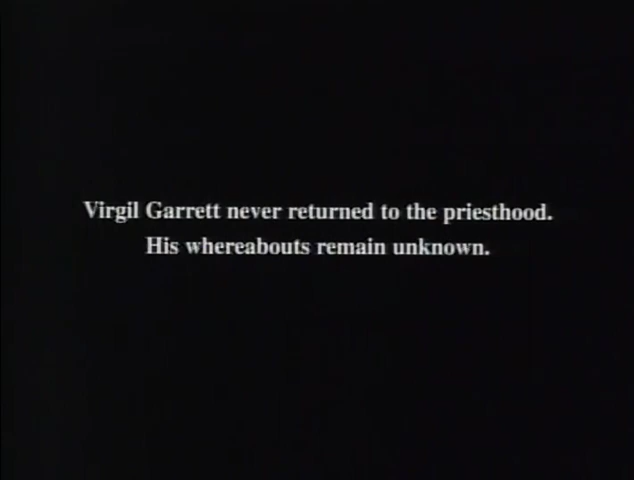 Virgil Garrett never returned to the priesthood.
His whereabouts remain unknown.